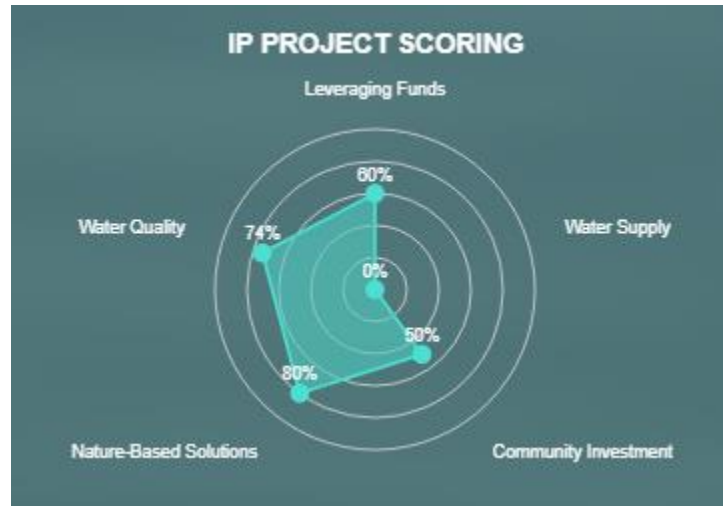 IP PROJECT SCORING
Leveraging Funds
60%
Water Quality
74%
Water Supply
0%
50%
80%
Nature-Based Solutions
Community Investment